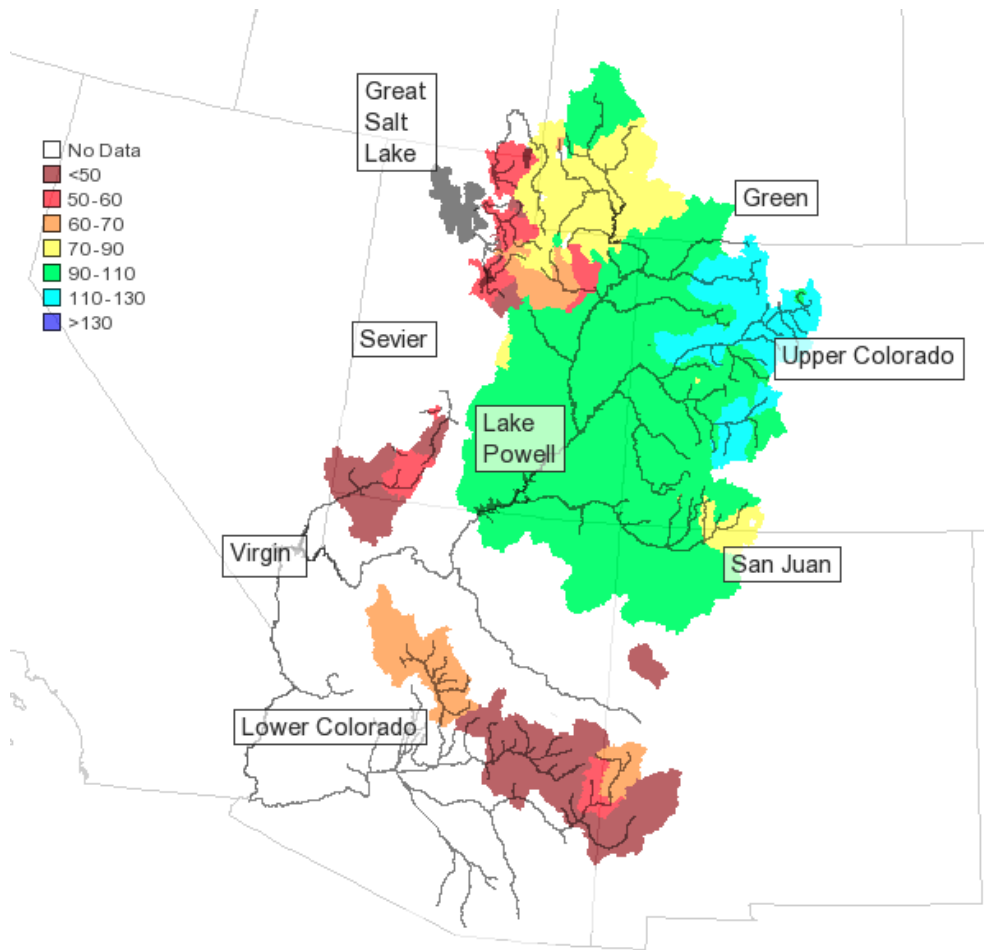 Great
Salt
Lake
No Data
<50
50-60
60-70
70-90
90-110
110-130
>130
Green
Sevier
Upper Colorado
Lake
Powell
Virgin
San Juan
Lower Colorado